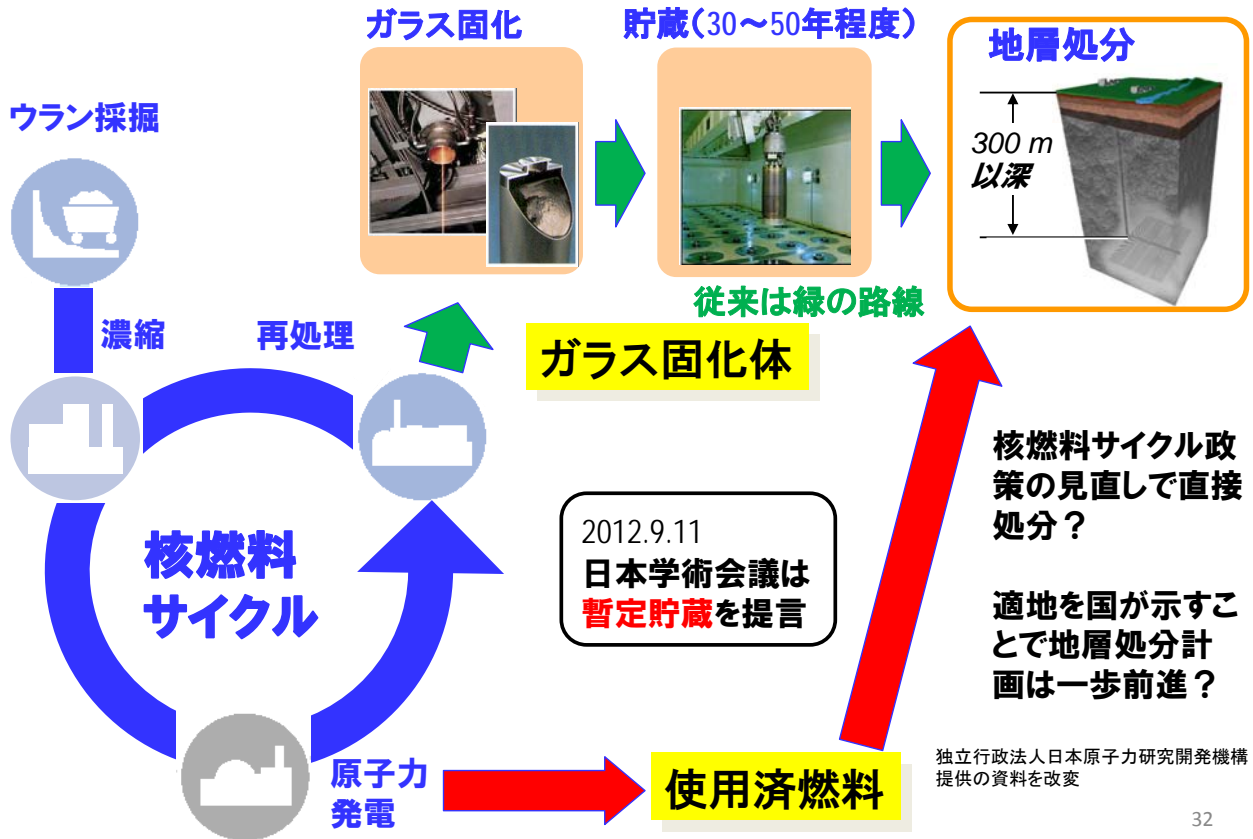 ガラス固化
貯蔵(30～50年程度)
地層処分
ウラン採掘
300 m
以深
従来は緑の路線
濃縮
再処理
ガラス固化体
核燃料サイクル政
策の見直しで直接
処分？
2012.9.11
日本学術会議は
暫定貯蔵を提言
核燃料
サイクル
適地を国が示すこ
とで地層処分計
画は一歩前進？
原子力
発電
使用済燃料
独立行政法人日本原子力研究開発機構
提供の資料を改変
32